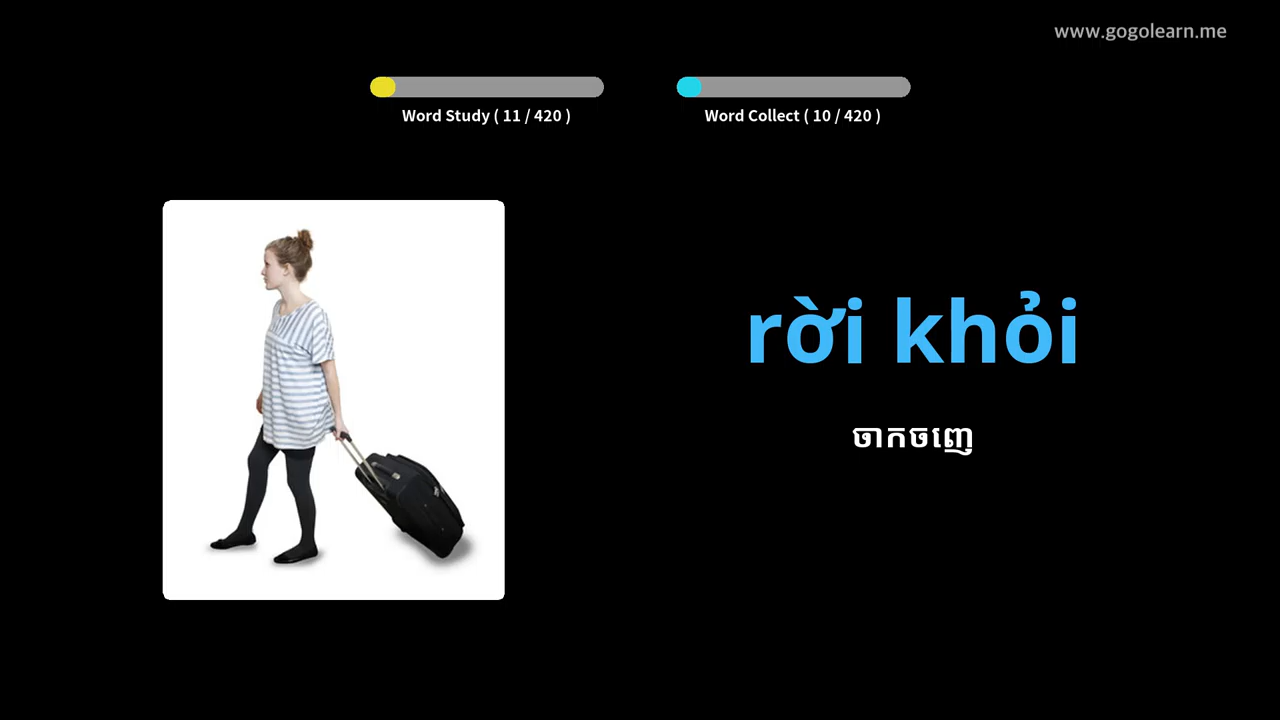 www.gogolearn.me
Word Study ( 11 / 420 )
Word Collect ( 10 / 420 )
rời khỏi
ចាកចេញ